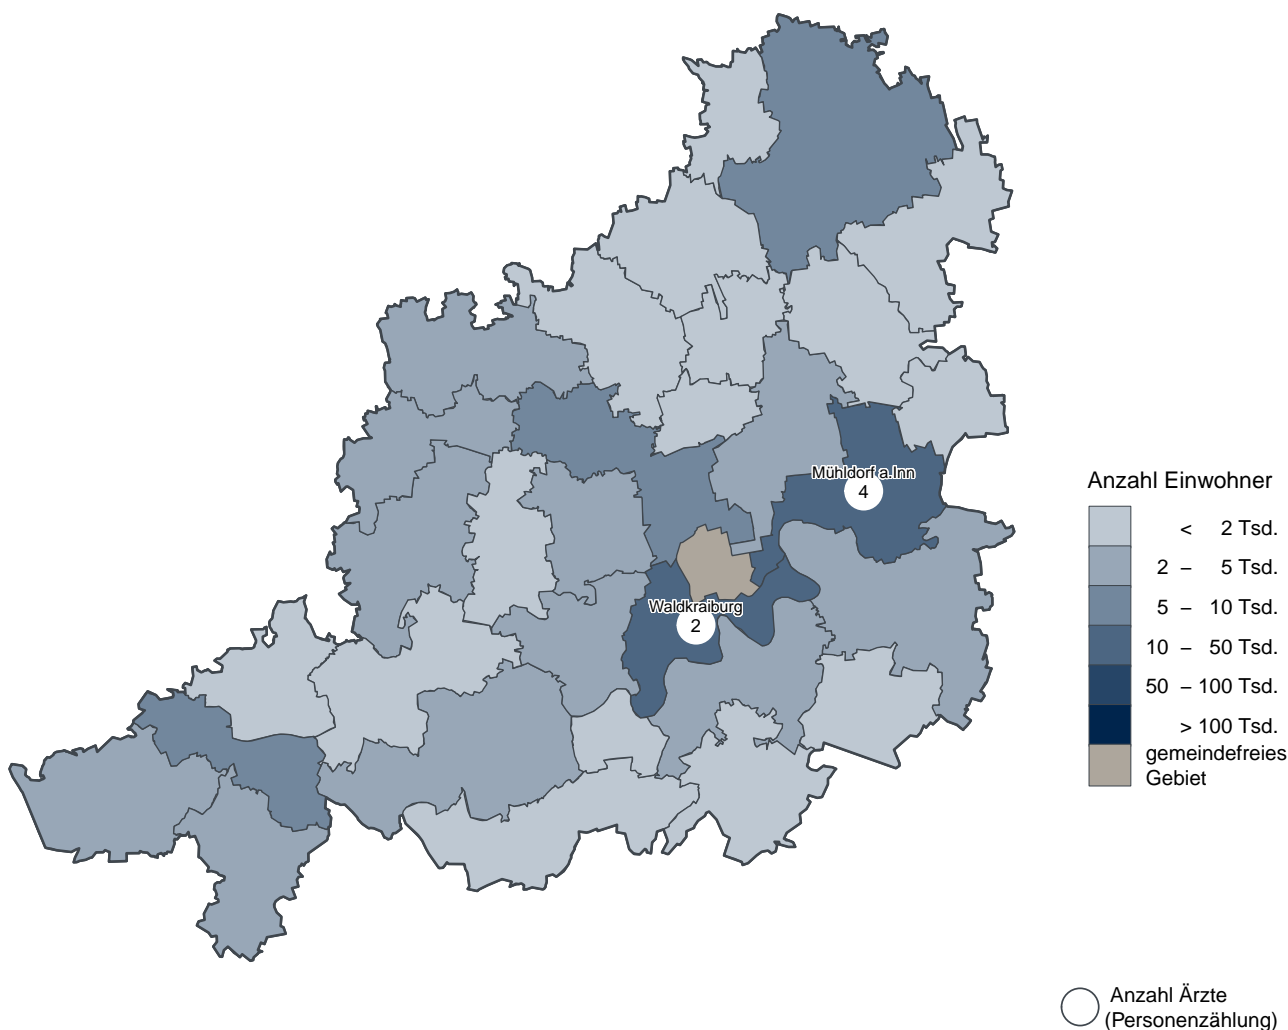 Mühldorf a.Inn
4
Waldkraiburg
2
Anzahl Einwohner
< 2 Tsd.
2 – 5 Tsd.
5 – 10 Tsd.
10 – 50 Tsd.
50 – 100 Tsd.
> 100 Tsd.
gemeindefreies
Gebiet
Anzahl Ärzte
(Personenzählung)